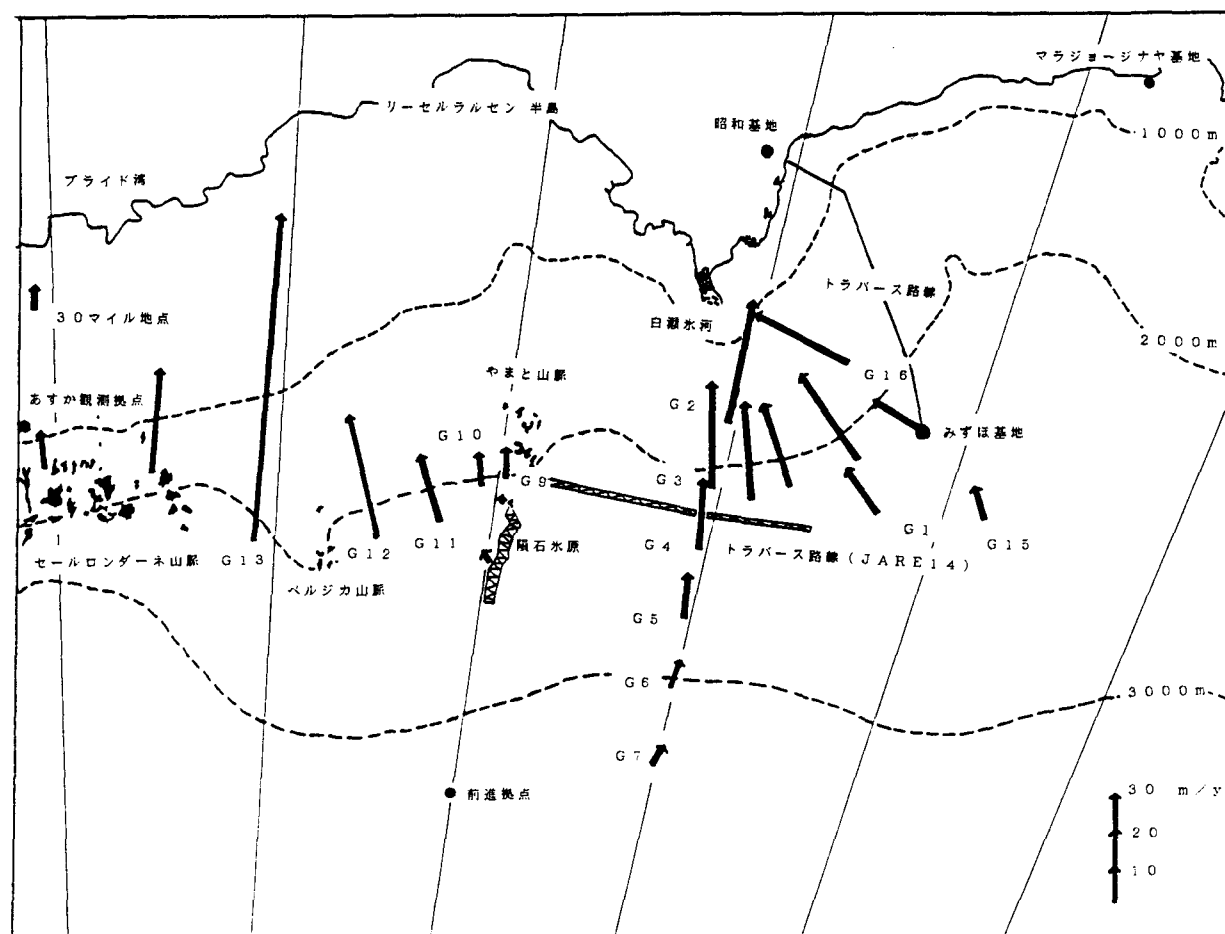 マラジョージナヤ基地
リーセルラルセン 半島
昭和基地
1000m
ブライド湾
トラバース路線
30マイル地点
白瀬氷河
2000m
やまと山脈
G16
あすか観測拠点
G2
G10
みずほ基地
G3
G9
G1
G15
G4
隕石氷原
トラバース路線(JARE14)
セールロンダーネ山脈
G13
G12
G11
ベルジカ山脈
G5
G6
3000m
G7
前進拠点
30 m/y
20
10